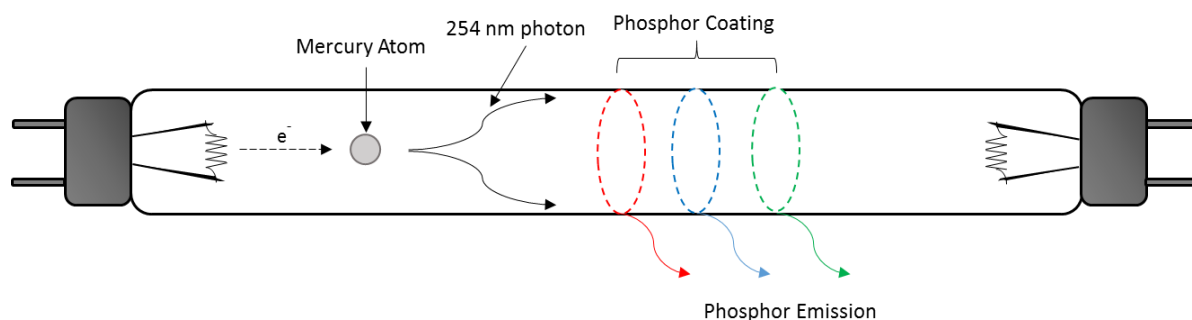 254 nm photon
Phosphor Coating
Mercury Atom
e-
Phosphor Emission